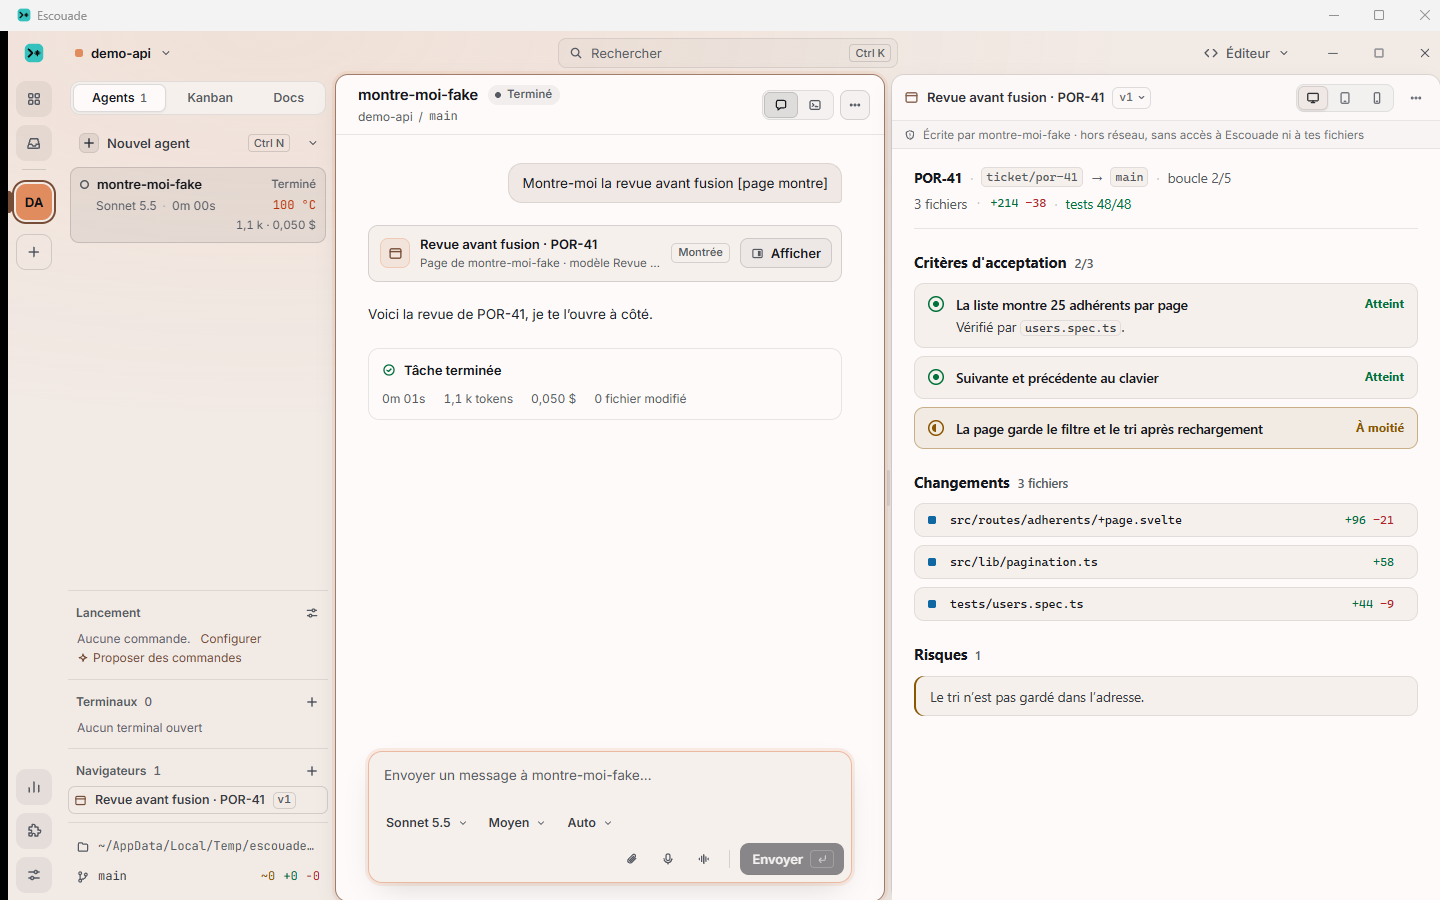 Escouade
demo-api
Rechercher
Ctrl K
Éditeur
Agents 1
Kanban
Docs
Nouvel agent
Ctrl N
montre-moi-fake
Terminé
Sonnet 5.5 · 0m 00s
100 °C
1,1 k · 0,050 $
DA
Lancement
Aucune commande. Configurer
Proposer des commandes
Terminaux 0
Aucun terminal ouvert
Navigateurs 1
Revue avant fusion · POR-41 v1
~/AppData/Local/Temp/escouade…
main
~0 +0 -0
montre-moi-fake
Terminé
demo-api / main
Montre-moi la revue avant fusion [page montre]
Revue avant fusion · POR-41
Page de montre-moi-fake · modèle Revue …
Montrée
Afficher
Voici la revue de POR-41, je te l’ouvre à côté.
Tâche terminée
0m 01s 1,1 k tokens 0,050 $ 0 fichier modifié
Envoyer un message à montre-moi-fake…
Sonnet 5.5
Moyen
Auto
Envoyer
Revue avant fusion · POR-41 v1
Écrite par montre-moi-fake · hors réseau, sans accès à Escouade ni à tes fichiers
POR-41 · ticket/por-41 → main · boucle 2/5
3 fichiers · +214 −38 · tests 48/48
Critères d'acceptation 2/3
La liste montre 25 adhérents par page
Atteint
Vérifié par users.spec.ts.
Suivante et précédente au clavier
Atteint
La page garde le filtre et le tri après rechargement
À moitié
Changements 3 fichiers
src/routes/adherents/+page.svelte
+96 −21
src/lib/pagination.ts
+58
tests/users.spec.ts
+44 −9
Risques 1
Le tri n’est pas gardé dans l’adresse.